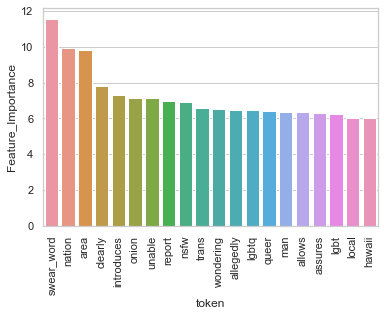 Feature_Importance
12
10
8
6
4
2
0
swear_word
nation
area
clearly
introduces
onion
unable
report
nsfw
trans
wondering
allegedly
lgbtq
queer
man
allows
assures
lgbt
local
hawaii
token